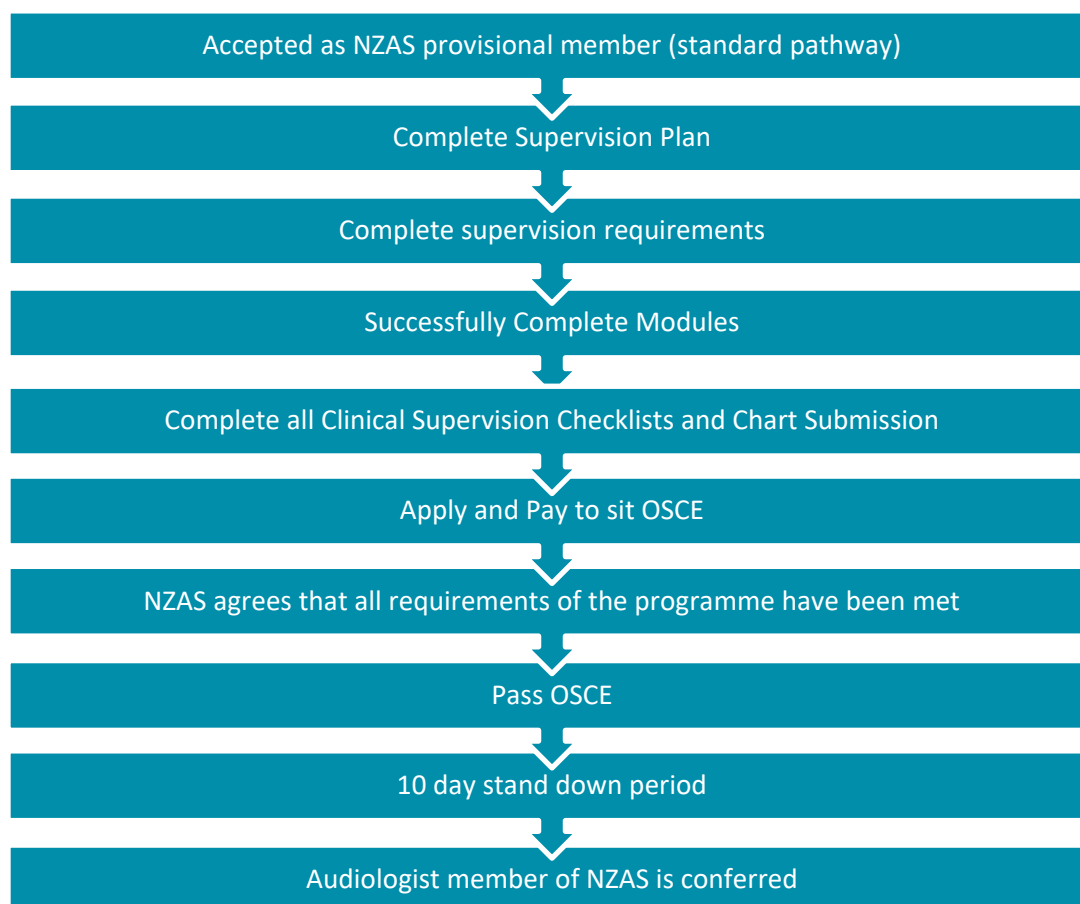 Accepted as NZAS provisional member (standard pathway)
Complete Supervision Plan
Complete supervision requirements
Successfully Complete Modules
Complete all Clinical Supervision Checklists and Chart Submission
Apply and Pay to sit OSCE
NZAS agrees that all requirements of the programme have been met
Pass OSCE
10 day stand down period
Audiologist member of NZAS is conferred